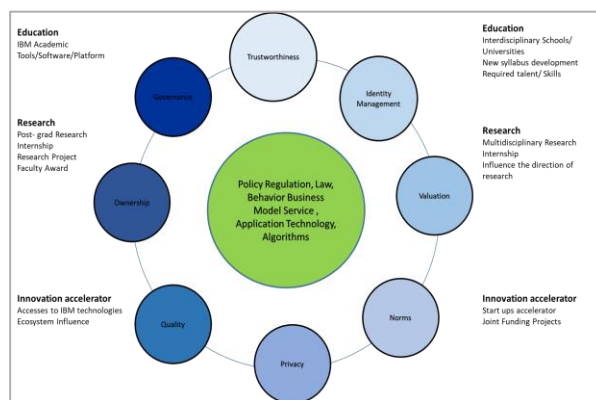 Education
IBM Academic
Tools/Software/Platform
Research
Post- grad Research
Internship
Research Project
Faculty Award
Innovation accelerator
Accesses to IBM technologies
Ecosystem Influence
Trustworthiness
Governance
Identity
Management
Ownership
Valuation
Quality
Norms
Privacy
Policy Regulation, Law,
Behavior Business
Model Service ,
Application Technology,
Algorithms
Education
Interdisciplinary Schools/
Universities
New syllabus development
Required talent/ Skills
Research
Multidisciplinary Research
Internship
Influence the direction of
research
Innovation accelerator
Start ups accelerator
Joint Funding Projects